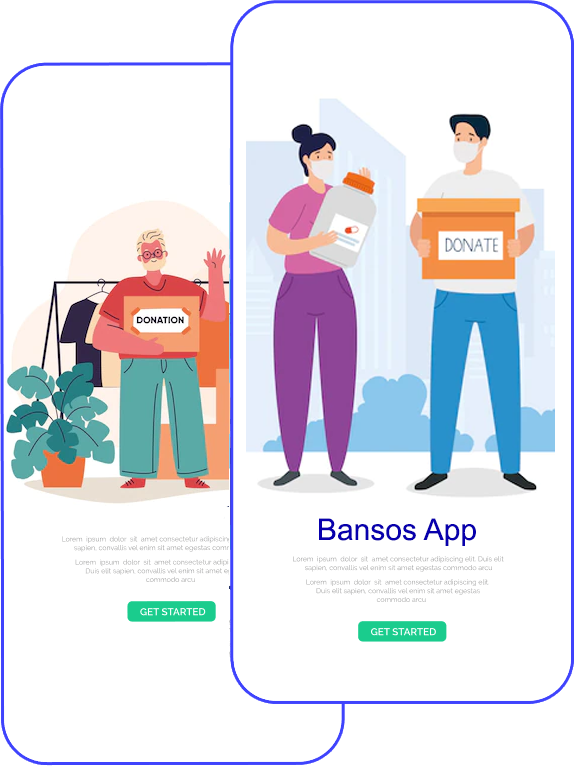 DONATION
Lorem ipsum dolor sit amet consectetur adipiscing
sapien, convallis vel enim sit amet egestas
Lorem ipsum dolor sit amet consectetur
Duis elit sapien, convallis vel enim sit amet
commodo arcu
GET STARTED
DONATE
Bansos App
Lorem ipsum dolor sit amet consectetur adipiscing elit. Duis elit
sapien, convallis vel enim sit amet egestas commodo arcu
Lorem ipsum dolor sit amet consectetur adipiscing elit
Duis elit sapien, convallis vel enim sit amet egestas
commodo arcu.
GET STARTED